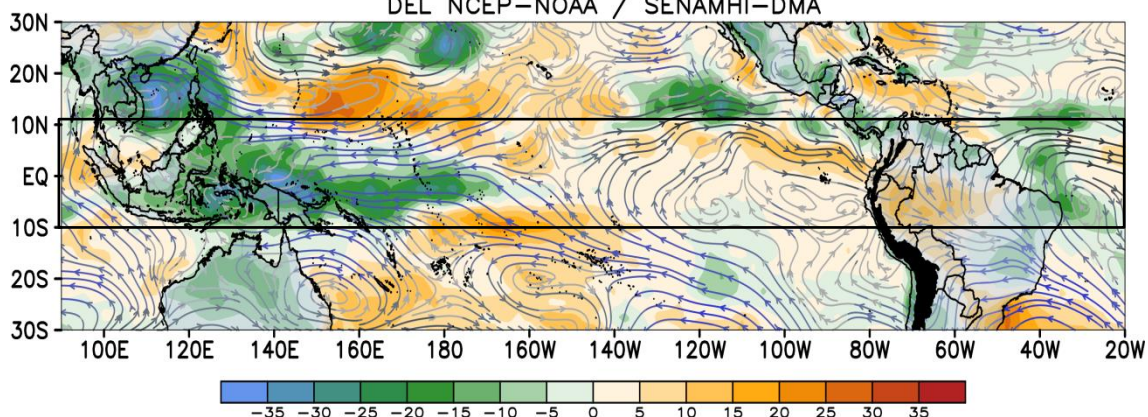 DEL NCEP-NOAA / SENAMHI-DMA
30N
20N
10N
EQ
10S
20S
30S
100E 120E 140E 160E 180 160W 140W 120W 100W 80W 60W 40W 20W
-35 -30 -25 -20 -15 -10 -5 0 5 10 15 20 25 30 35